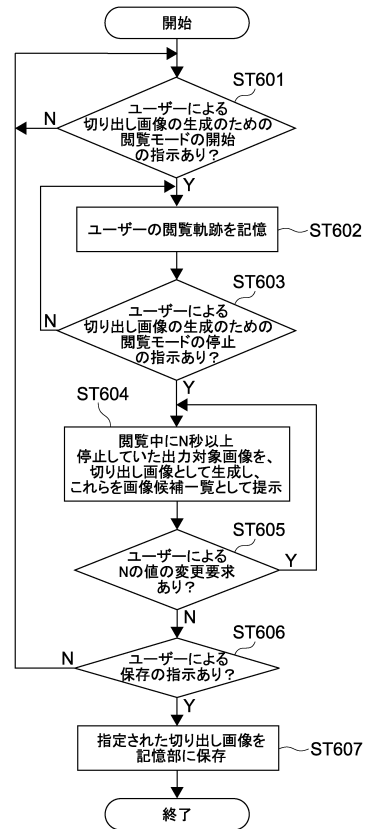 開始
ST601
N
ユーザーによる
切り出し画像の生成のための
閲覧モードの開始
の指示あり？
Y
ユーザーの閲覧軌跡を記憶
ST602
ST603
N
ユーザーによる
切り出し画像の生成のための
閲覧モードの停止
の指示あり？
Y
ST604
閲覧中にN秒以上
停止していた出力対象画像を、
切り出し画像として生成し、
これらを画像候補一覧として提示
ST605
ユーザーによる
Nの値の変更要求
あり？
Y
N
ST606
N
ユーザーによる
保存の指示あり？
Y
指定された切り出し画像を
記憶部に保存
ST607
終了